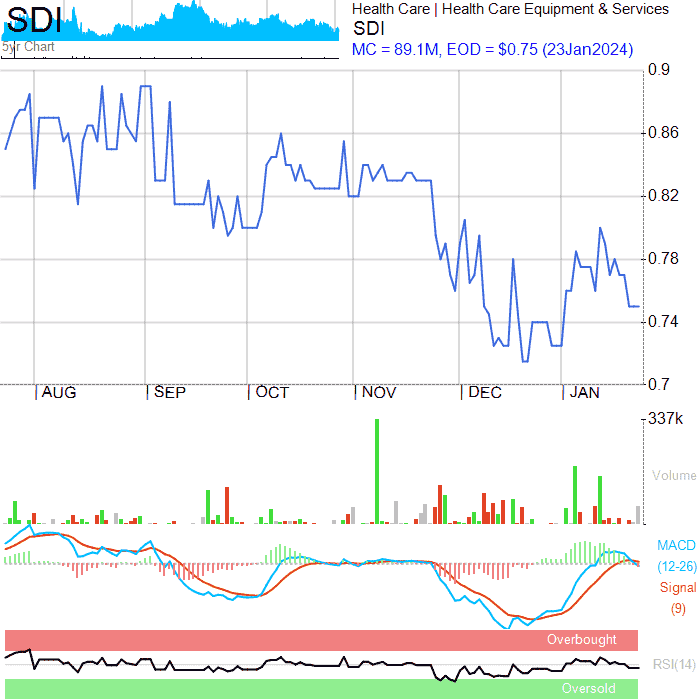 SDI
5yr Chart
Health Care | Health Care Equipment & Services
SDI
MC = 89.1M, EOD = $0.75 (23Jan2024)
0.9
0.86
0.82
0.78
0.74
0.7
|AUG |SEP |OCT |NOV |DEC |JAN
337k
Volume
MACD
(12-26)
Signal
(9)
Overbought
RSI(14)
Oversold